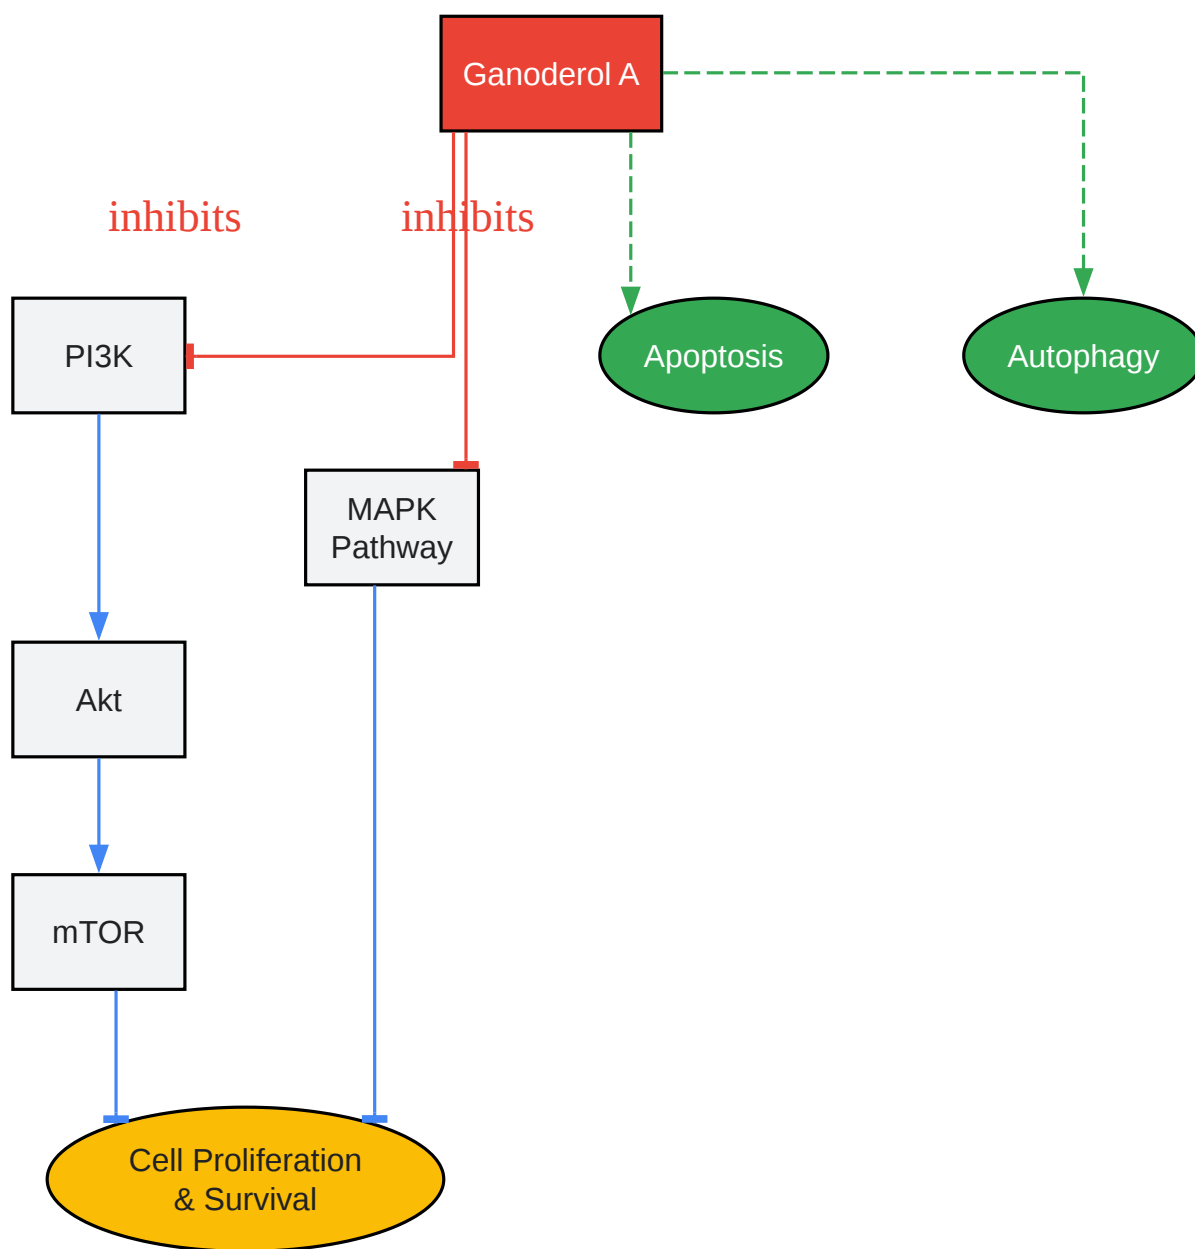 Ganoderol A
inhibits
inhibits
PI3K
Apoptosis
Autophagy
MAPK
Pathway
Akt
mTOR
Cell Proliferation
& Survival